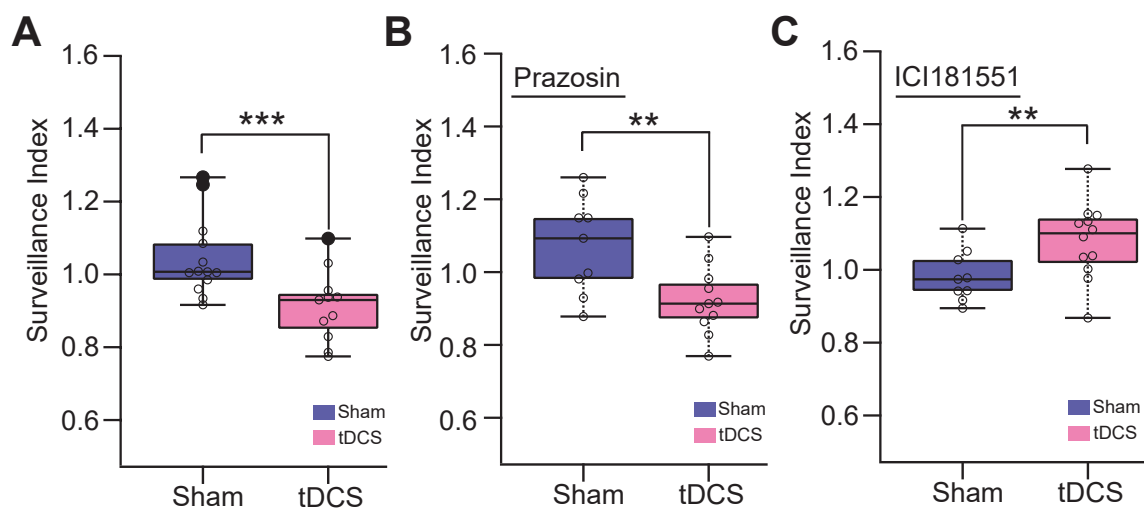 A
Surveillance Index
1.6
1.4
1.2
1.0
0.8
0.6
***
Sham
tDCS
Sham
tDCS
B
Surveillance Index
1.6
1.4
1.2
1.0
0.8
0.6
Prazosin
**
Sham
tDCS
Sham
tDCS
C
Surveillance Index
1.6
1.4
1.2
1.0
0.8
0.6
ICI181551
**
Sham
tDCS
Sham
tDCS